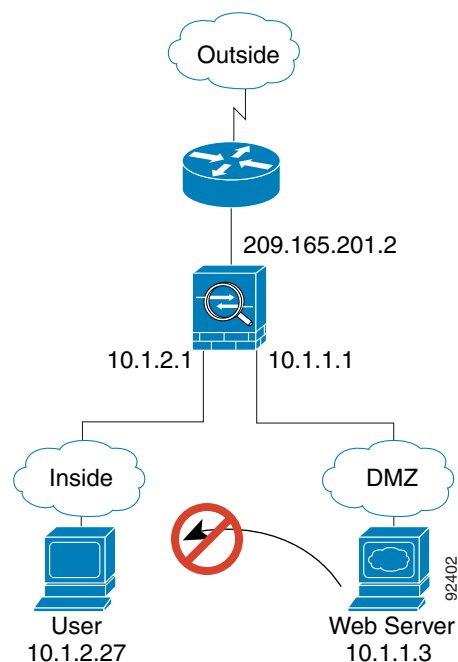 Outside
209.165.201.2
10.1.2.1
10.1.1.1
Inside
DMZ
User
10.1.2.27
Web Server
10.1.1.3
92402